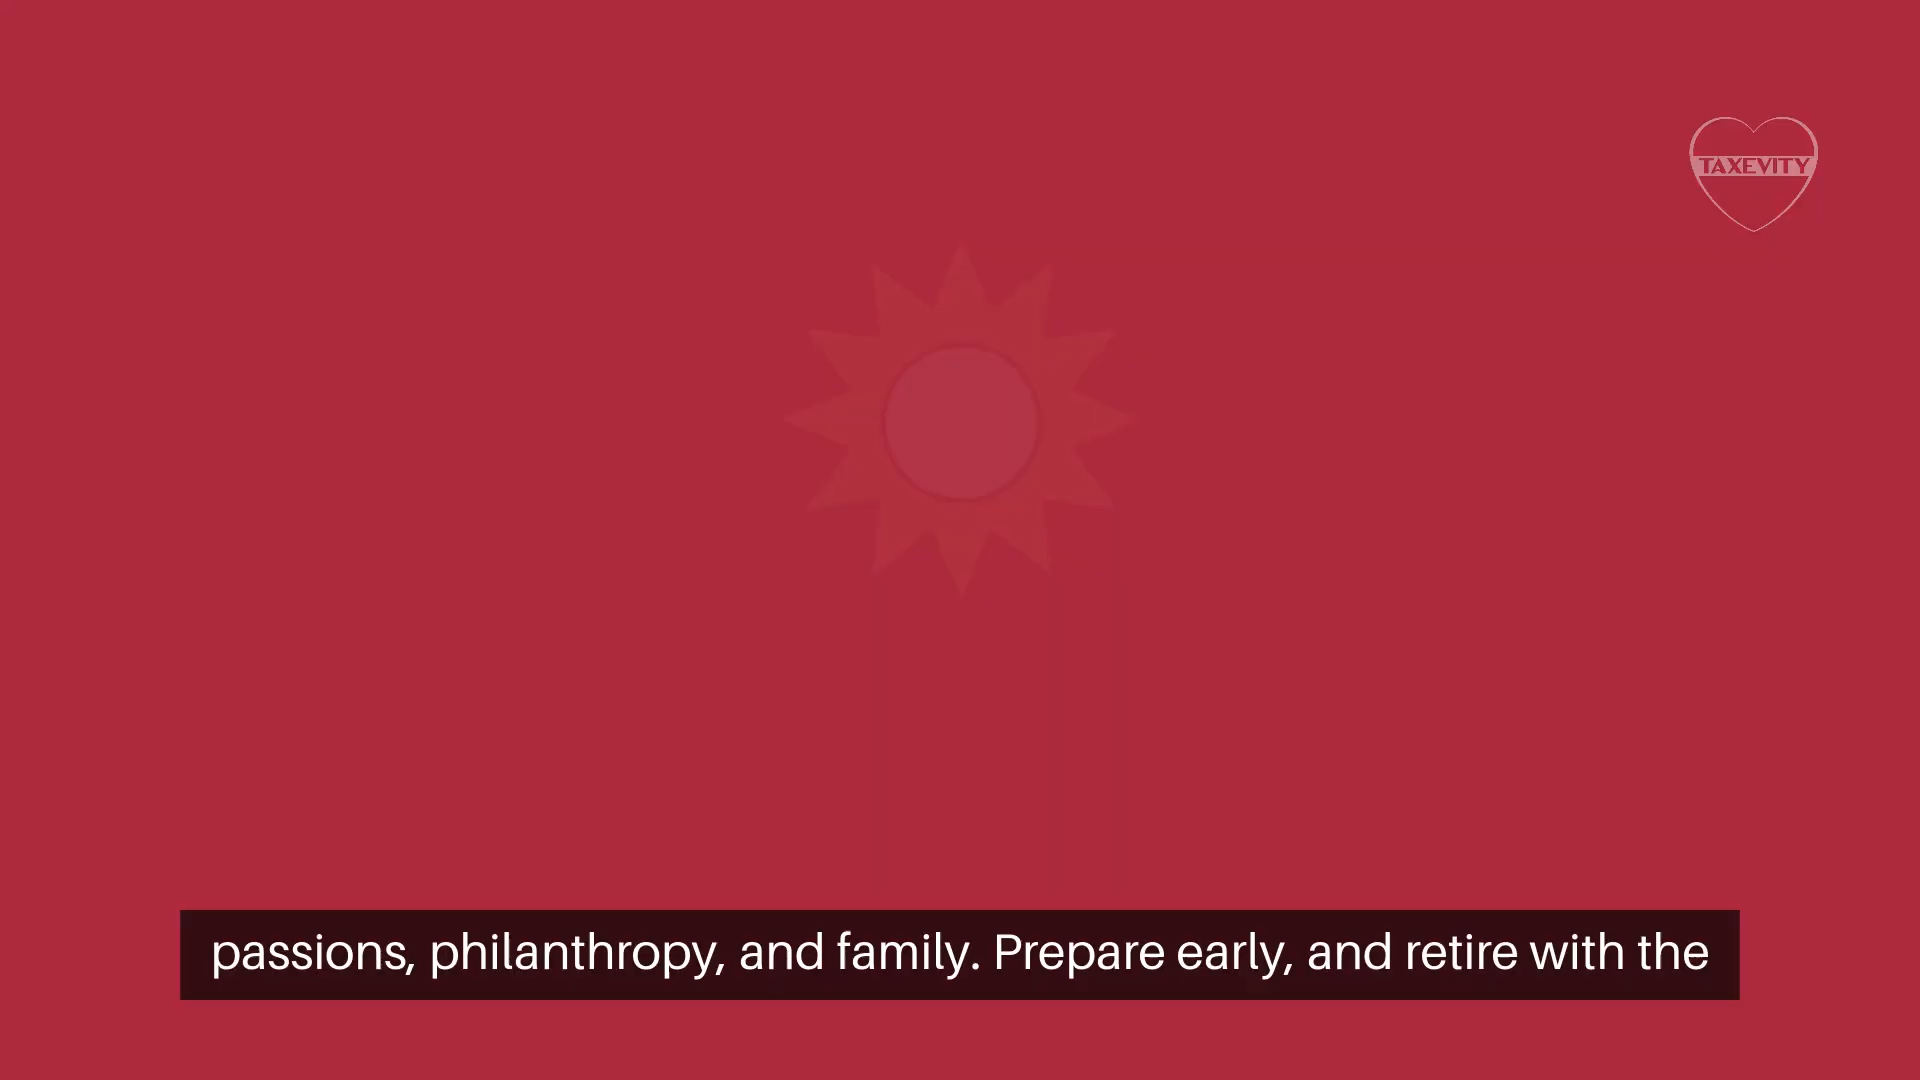 TAXEVITY
passions, philanthropy, and family. Prepare early, and retire with the